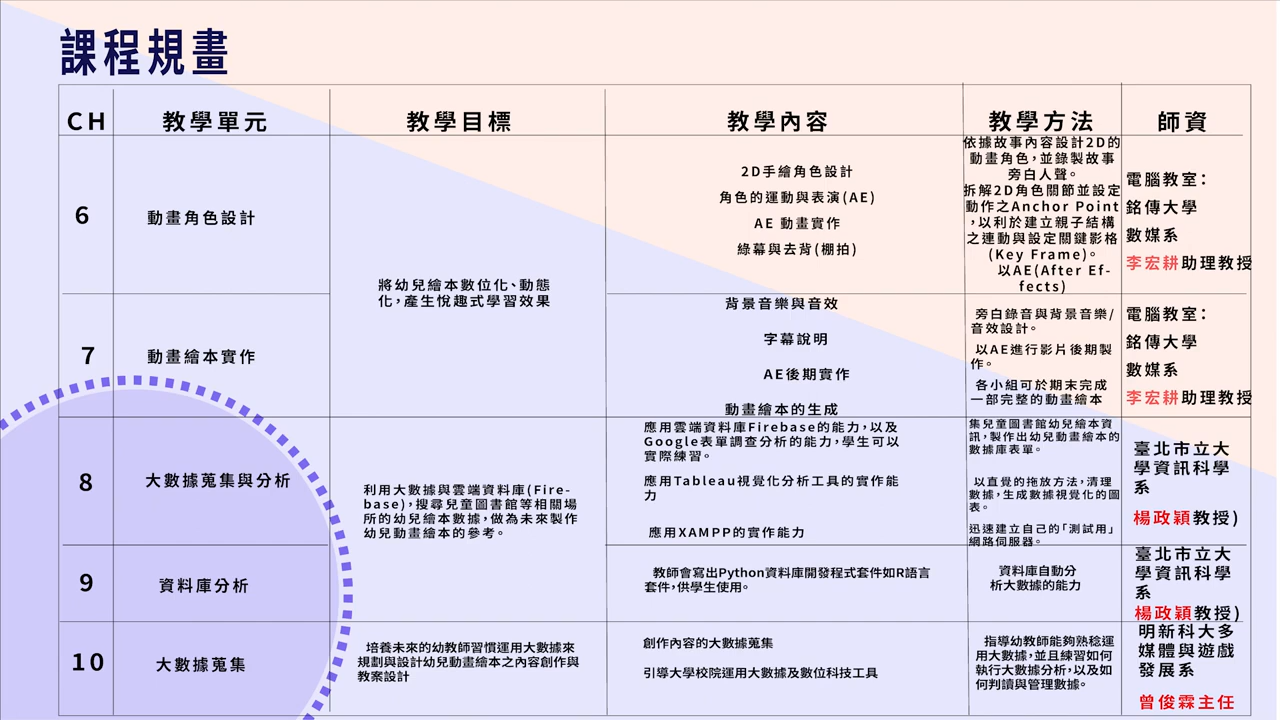 課程規畫
CH
教學單元
教學目標
教學內容
教學方法
師資
6
動畫角色設計
將幼兒繪本數位化、動態
化，產生悅趣式學習效果
2D手繪角色設計
角色的運動與表演(AE)
AE 動畫實作
綠幕與去背(棚拍)
依據故事內容設計2D的
動畫角色，並錄製故事
旁白人聲。
拆解2D角色關節並設定
動作之Anchor Point
，以利於建立親子結構
之連動與設定關鍵影格
(Key Frame)。
以AE(After Ef-
fects)
電腦教室：
銘傳大學
數媒系
李宏耕助理教授
7
動畫繪本實作
背景音樂與音效
字幕說明
AE後期實作
動畫繪本的生成
旁白錄音與背景音樂/
音效設計。
以AE進行影片後期製
作。
各小組可於期末完成
一部完整的動畫繪本
電腦教室：
銘傳大學
數媒系
李宏耕助理教授
8
大數據蒐集與分析
利用大數據與雲端資料庫(Fire-
base)，搜尋兒童圖書館等相關場
所的幼兒繪本數據，做為未來製作
幼兒動畫繪本的參考。
應用雲端資料庫Firebase的能力，以及
Google表單調查分析的能力，學生可以
實際練習。
應用Tableau視覺化分析工具的實作能
力
應用XAMPP的實作能力
集兒童圖書館幼兒繪本資
訊，製作出幼兒動畫繪本的
數據庫表單。
以直覺的拖放方法，清理
數據，生成數據視覺化的圖
表。
迅速建立自己的「測試用」
網路伺服器。
臺北市立大
學資訊科學
系
楊政穎教授)
9
資料庫分析
教師會寫出Python資料庫開發程式套件如R語言
套件，供學生使用。
資料庫自動分
析大數據的能力
臺北市立大
學資訊科學
系
楊政穎教授)
10
大數據蒐集
培養未來的幼教師習慣運用大數據來
規劃與設計幼兒動畫繪本之內容創作與
教案設計
創作內容的大數據蒐集
引導大學校院運用大數據及數位科技工具
指導幼教師能夠熟稔運
用大數據，並且練習如何
執行大數據分析，以及如
何判讀與管理數據。
明新科大多
媒體與遊戲
發展系
曾俊霖主任